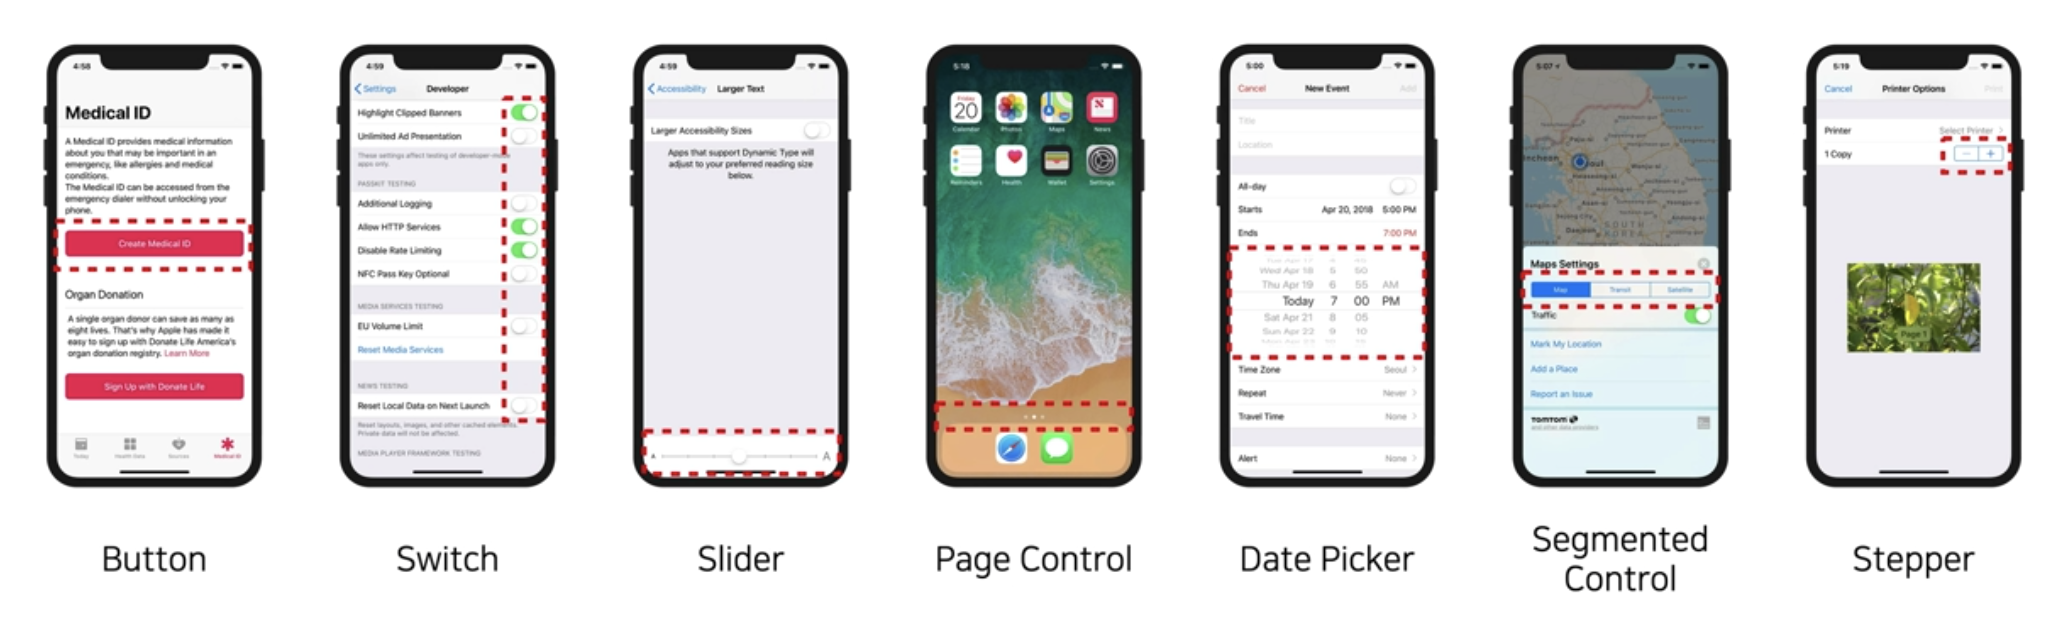 4:58
Medical ID
A Medical ID provides medical information
about you that may be important in an
emergency, like allergies and medical
conditions.
The Medical ID can be accessed from the
emergency dialer without unlocking your
phone.
Create Medical ID
Organ Donation
A single organ donor can save as many as
eight lives. That's why Apple has made it
easy to sign up with Donate Life America's
organ donation registry. Learn More
Sign Up with Donate Life
Today
Health Data
Sources
Medical ID
Button
4:59
Settings
Developer
Highlight Clipped Banners
Unlimited Ad Presentation
These settings affect testing of developer-mode
apps only.
PASSKIT TESTING
Additional Logging
Allow HTTP Services
Disable Rate Limiting
NFC Pass Key Optional
MEDIA SERVICES TESTING
EU Volume Limit
Reset Media Services
NEWS TESTING
Reset Local Data on Next Launch
Reset layouts, images, and other cached elements.
Private data will not be affected.
MEDIA PLAYER FRAMEWORK TESTING
Switch
4:59
Accessibility
Larger Text
Larger Accessibility Sizes
Apps that support Dynamic Type will
adjust to your preferred reading size
below.
A
A
Slider
5:18
Friday
20
Calendar
Photos
Maps
News
Reminders
Health
Wallet
Settings
Page Control
5:00
Cancel
New Event
Add
Title
Location
All-day
Starts Apr 20, 2018 5:00 PM
Ends 7:00 PM
Wed Apr 18 5 50
Thu Apr 19 6 55 AM
Today 7 00 PM
Sat Apr 21 8 05
Sun Apr 22 9 10
Time Zone Seoul
Repeat Never
Travel Time None
Alert None
Date Picker
5:07
Incheon
SOUTH
KOREA
Maps Settings
Map
Transit
Satellite
Traffic
Mark My Location
Add a Place
Report an Issue
TomTom
and other data providers
Segmented
Control
5:19
Cancel
Printer Options
Print
Printer Select Printer
1 Copy
− +
Page 1
Stepper